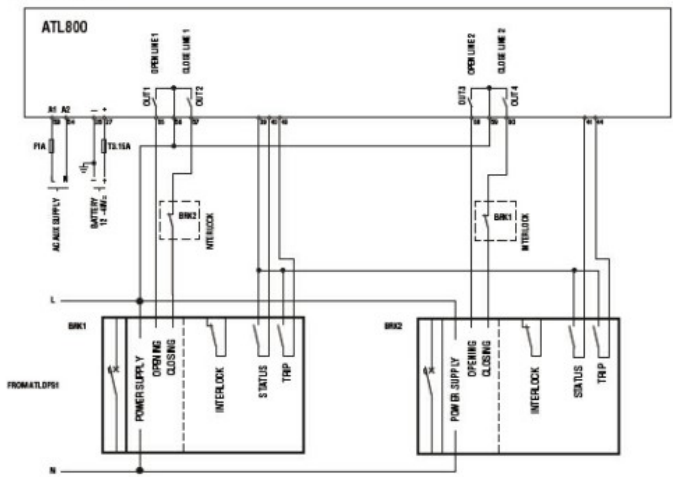 ATL800
OPEN LINE 1
CLOSE LINE 1
OPEN LINE 2
CLOSE LINE 2
OUT1
OUT2
OUT3
OUT4
A1 A2 — +
F1A
T3.15A
L N — +
AC AUX SUPPLY
BATTERY
BRK2
INTERLOCK
BRK1
INTERLOCK
L
BRK1
BRK2
FROM ATLDPS1
POWER SUPPLY
OPENING
CLOSING
INTERLOCK
STATUS
TRIP
POWER SUPPLY
OPENING
CLOSING
INTERLOCK
STATUS
TRIP
N